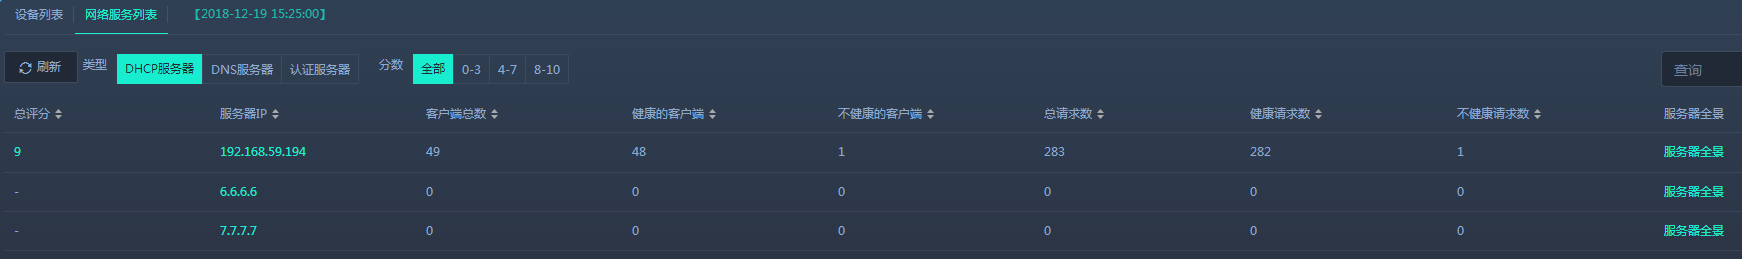 设备列表 网络服务列表 【2018-12-19 15:25:00】
刷新 类型 DHCP服务器 DNS服务器 认证服务器 分数 全部 0-3 4-7 8-10 查询
总评分 服务器IP 客户端总数 健康的客户端 不健康的客户端 总请求数 健康请求数 不健康请求数 服务器全景
9 192.168.59.194 49 48 1 283 282 1 服务器全景
- 6.6.6.6 0 0 0 0 0 0 服务器全景
- 7.7.7.7 0 0 0 0 0 0 服务器全景